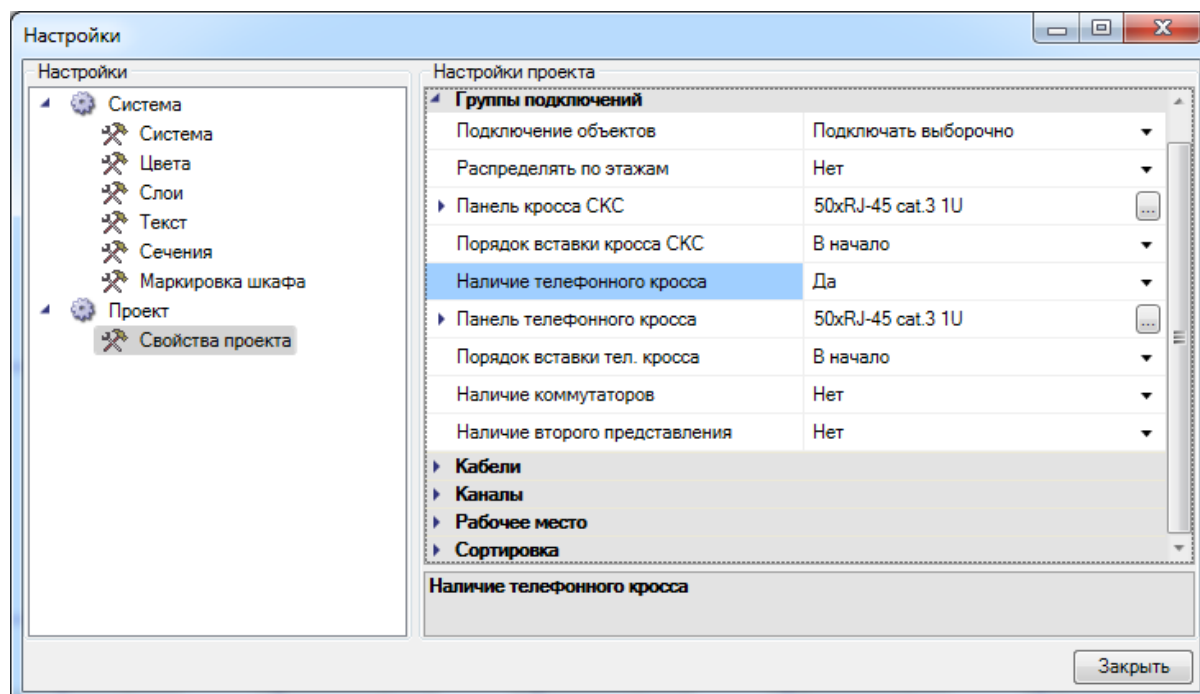 Настройки
Настройки
Система
Система
Цвета
Слои
Текст
Сечения
Маркировка шкафа
Проект
Свойства проекта
Настройки проекта
Группы подключений
Подключение объектов Подключать выборочно
Распределять по этажам Нет
Панель кросса СКС 50xRJ-45 cat.3 1U ...
Порядок вставки кросса СКС В начало
Наличие телефонного кросса Да
Панель телефонного кросса 50xRJ-45 cat.3 1U ...
Порядок вставки тел. кросса В начало
Наличие коммутаторов Нет
Наличие второго представления Нет
Кабели
Каналы
Рабочее место
Сортировка
Наличие телефонного кросса
Закрыть